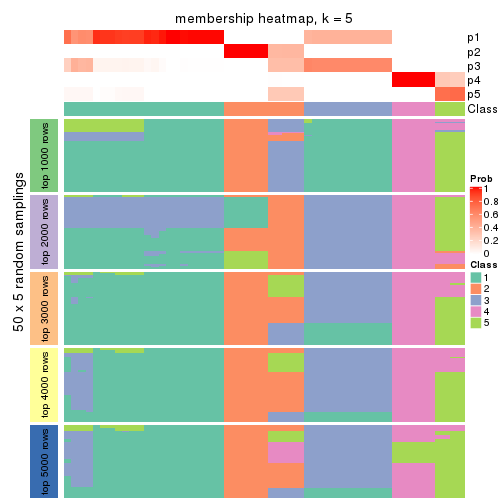 membership heatmap, k = 5
p1
p2
p3
p4
p5
Class
50 x 5 random samplings
top 1000 rows
top 2000 rows
top 3000 rows
top 4000 rows
top 5000 rows
Prob
1
0.8
0.6
0.4
0.2
0
Class
1
2
3
4
5